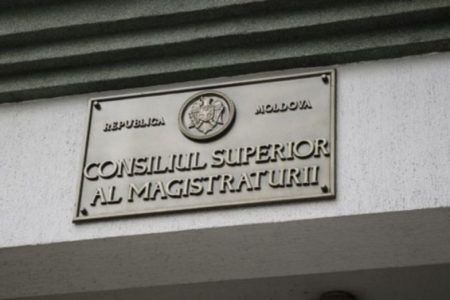 REPUBLICA MOLDOVA
CONSILIUL SUPERIOR
AL MAGISTRATURII